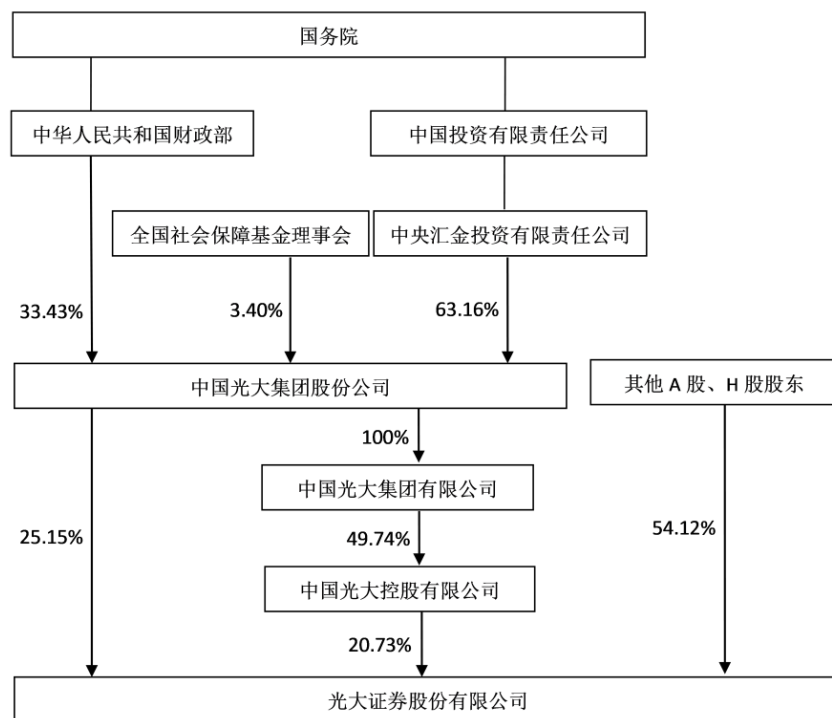 国务院
中华人民共和国财政部
中国投资有限责任公司
全国社会保障基金理事会
中央汇金投资有限责任公司
33.43%
3.40%
63.16%
中国光大集团股份公司
其他 A 股、H 股股东
100%
中国光大集团有限公司
25.15%
49.74%
54.12%
中国光大控股有限公司
20.73%
光大证券股份有限公司